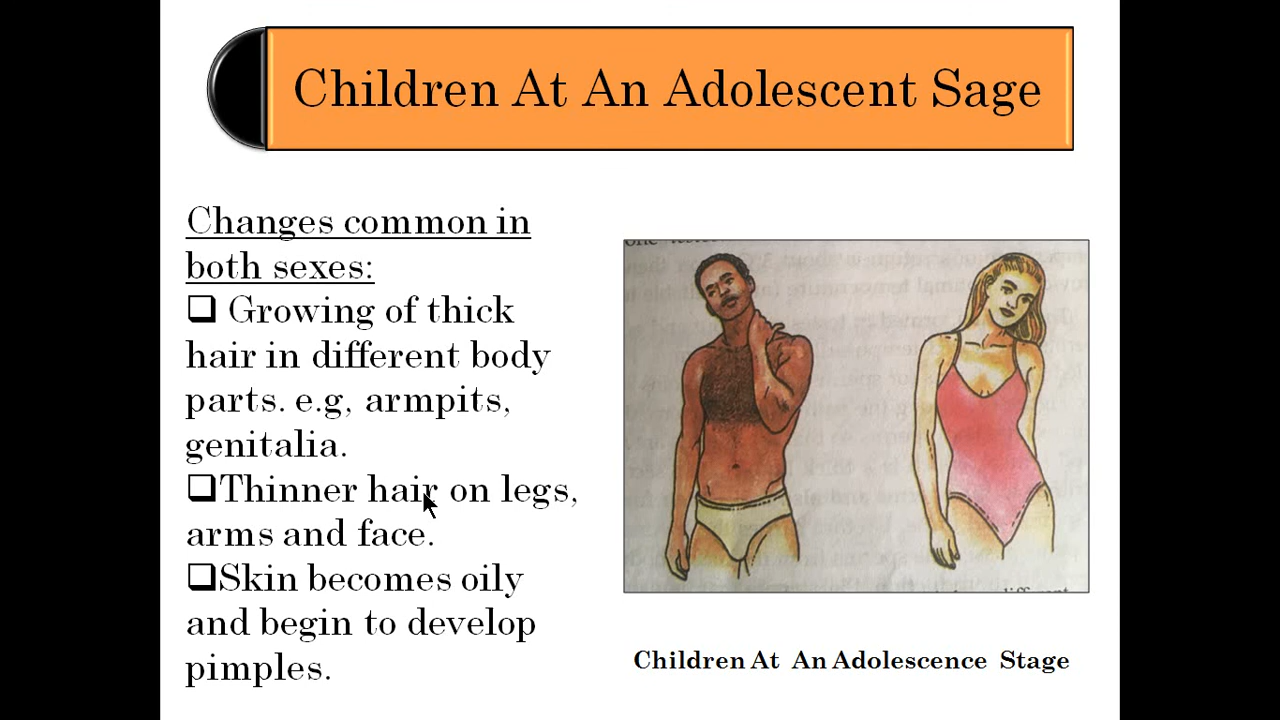 Children At An Adolescent Sage
Changes common in
both sexes:
❑ Growing of thick
hair in different body
parts. e.g, armpits,
genitalia.
❑Thinner hair on legs,
arms and face.
❑Skin becomes oily
and begin to develop
pimples.
Children At An Adolescence Stage